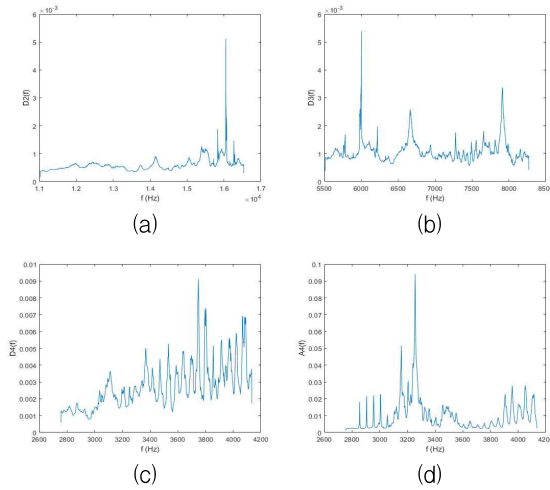 × 10⁻³
6
5
4
3
2
1
0
D2(f)
1.1 1.2 1.3 1.4 1.5 1.6 1.7
f (Hz)
× 10⁴
(a)
× 10⁻³
6
5
4
3
2
1
0
D3(f)
5500 6000 6500 7000 7500 8000 8500
f (Hz)
(b)
0.01
0.009
0.008
0.007
0.006
0.005
0.004
0.003
0.002
0.001
0
D4(f)
2600 2800 3000 3200 3400 3600 3800 4000 4200
f (Hz)
(c)
0.1
0.09
0.08
0.07
0.06
0.05
0.04
0.03
0.02
0.01
0
A4(f)
2600 2800 3000 3200 3400 3600 3800 4000 4200
f (Hz)
(d)